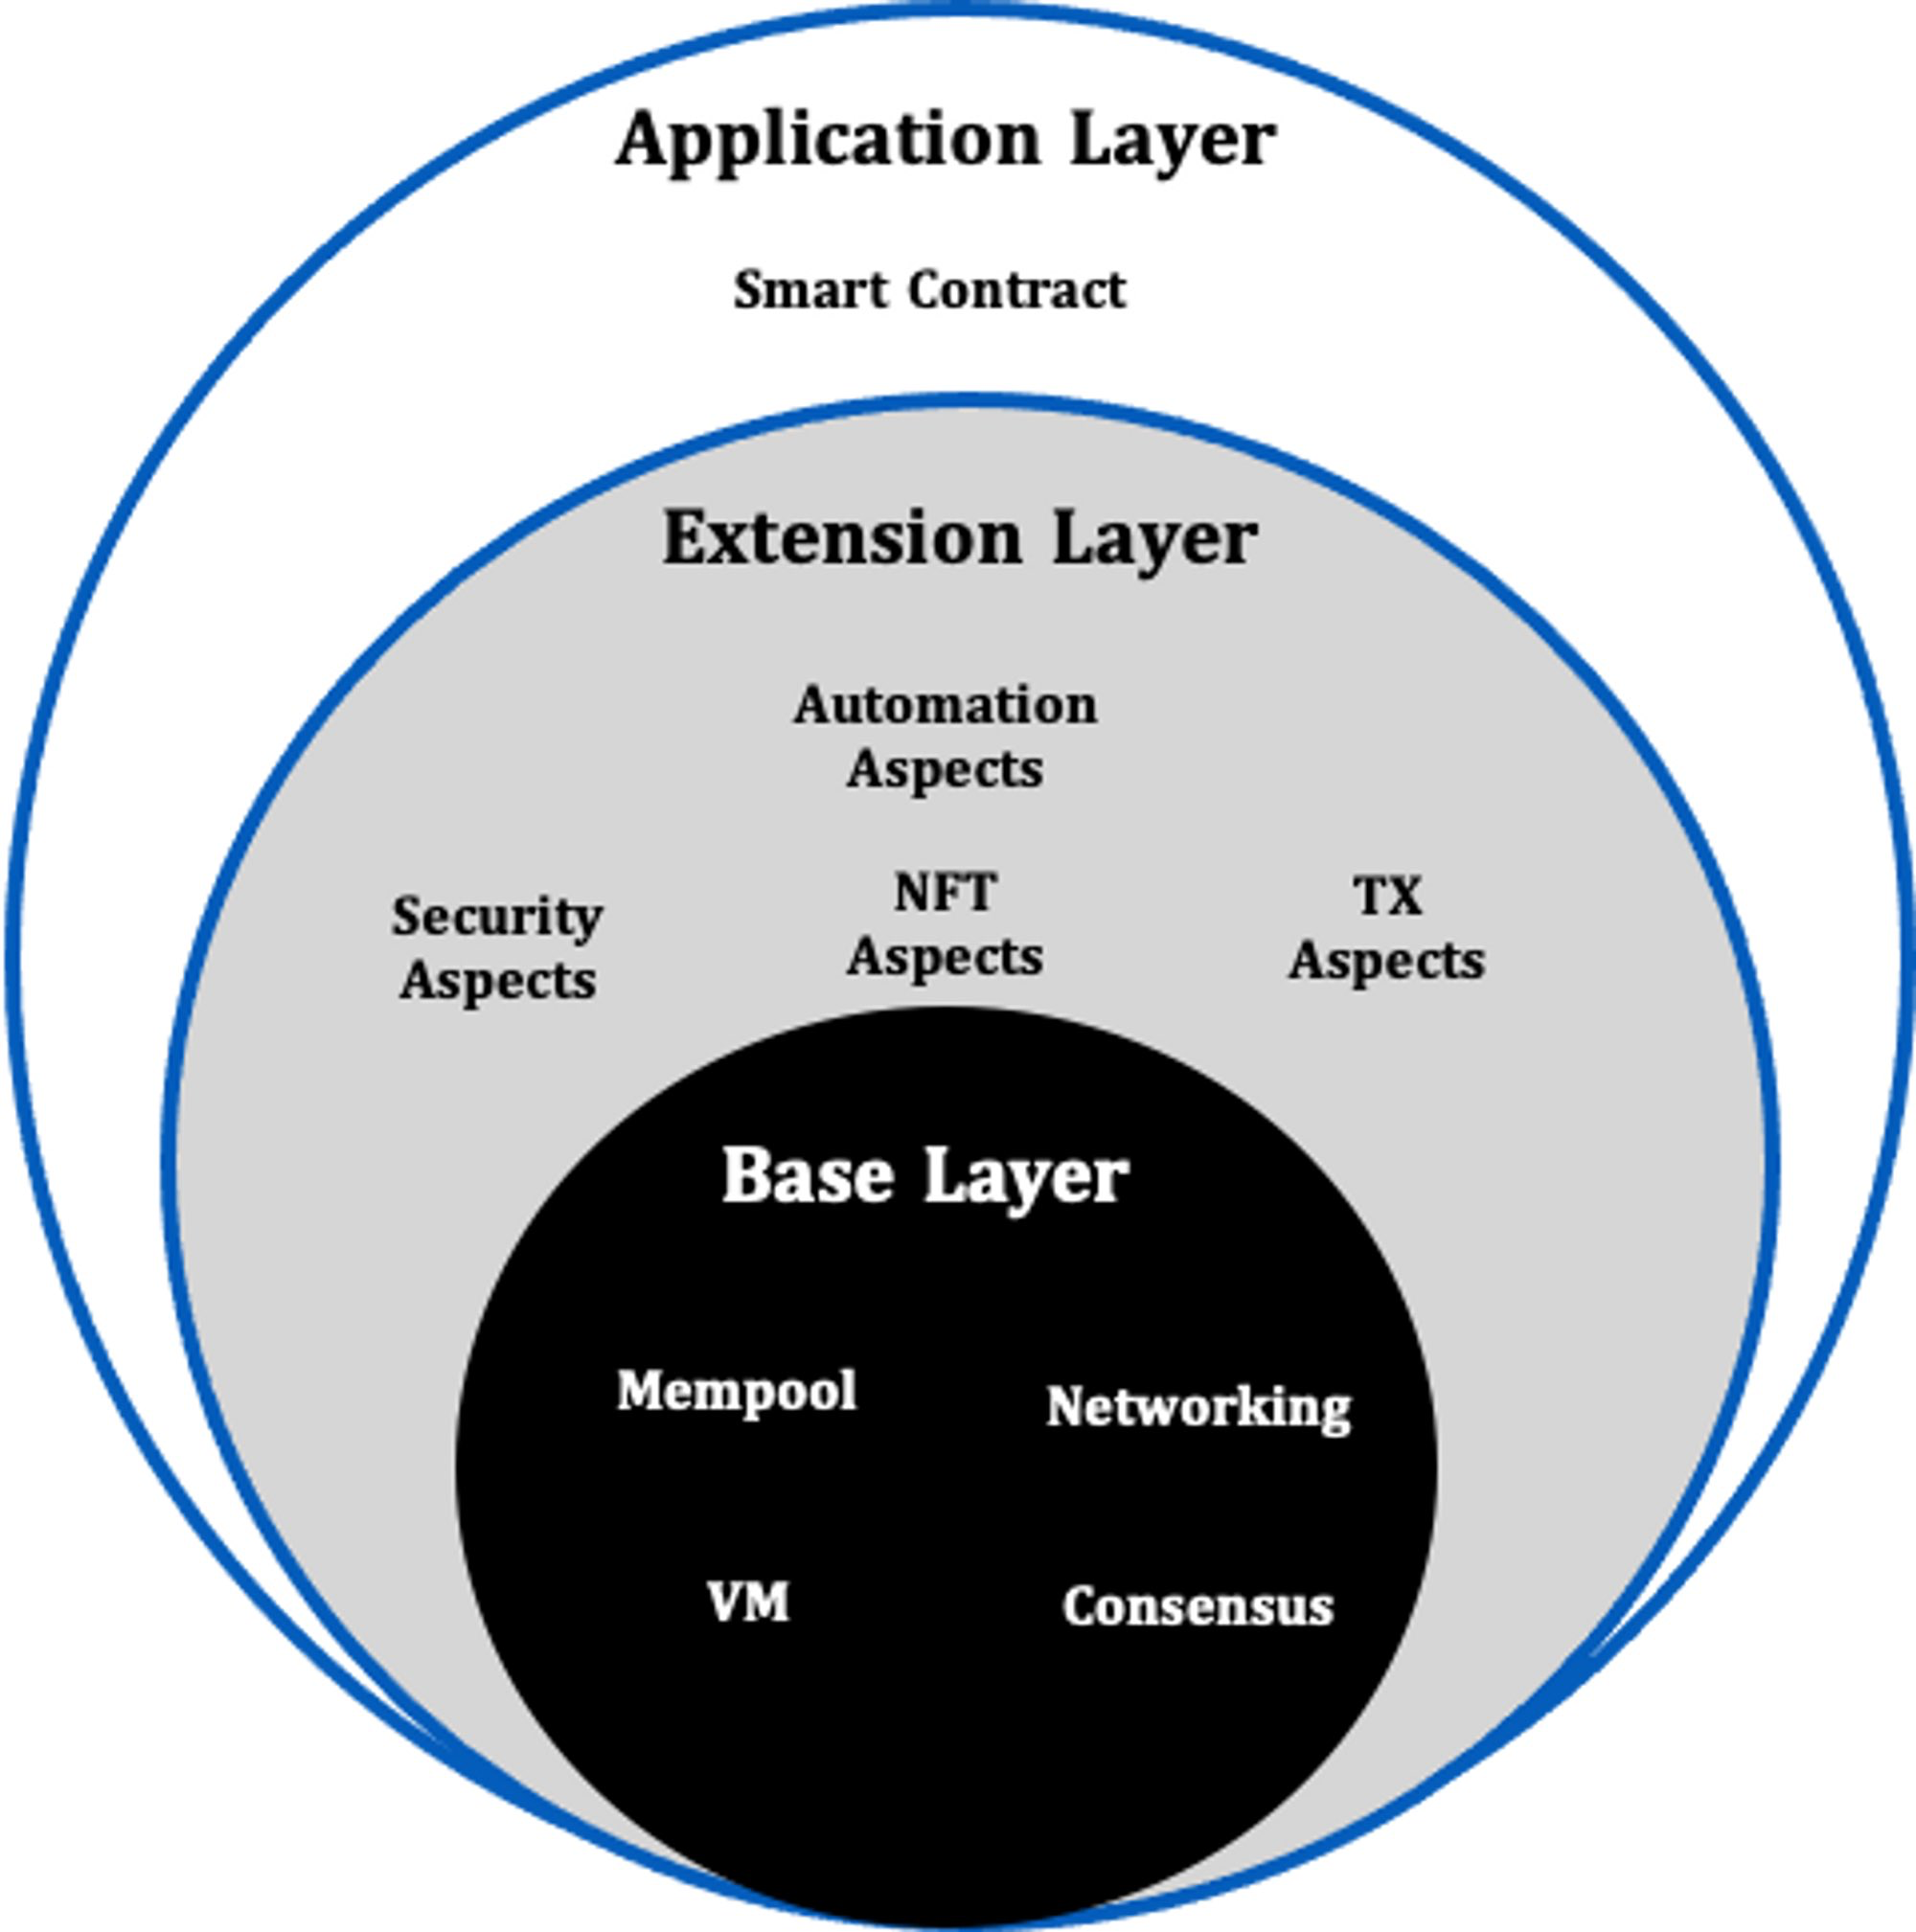 Application Layer
Smart Contract
Extension Layer
Automation
Aspects
Security
Aspects
NFT
Aspects
TX
Aspects
Base Layer
Mempool
Networking
VM
Consensus